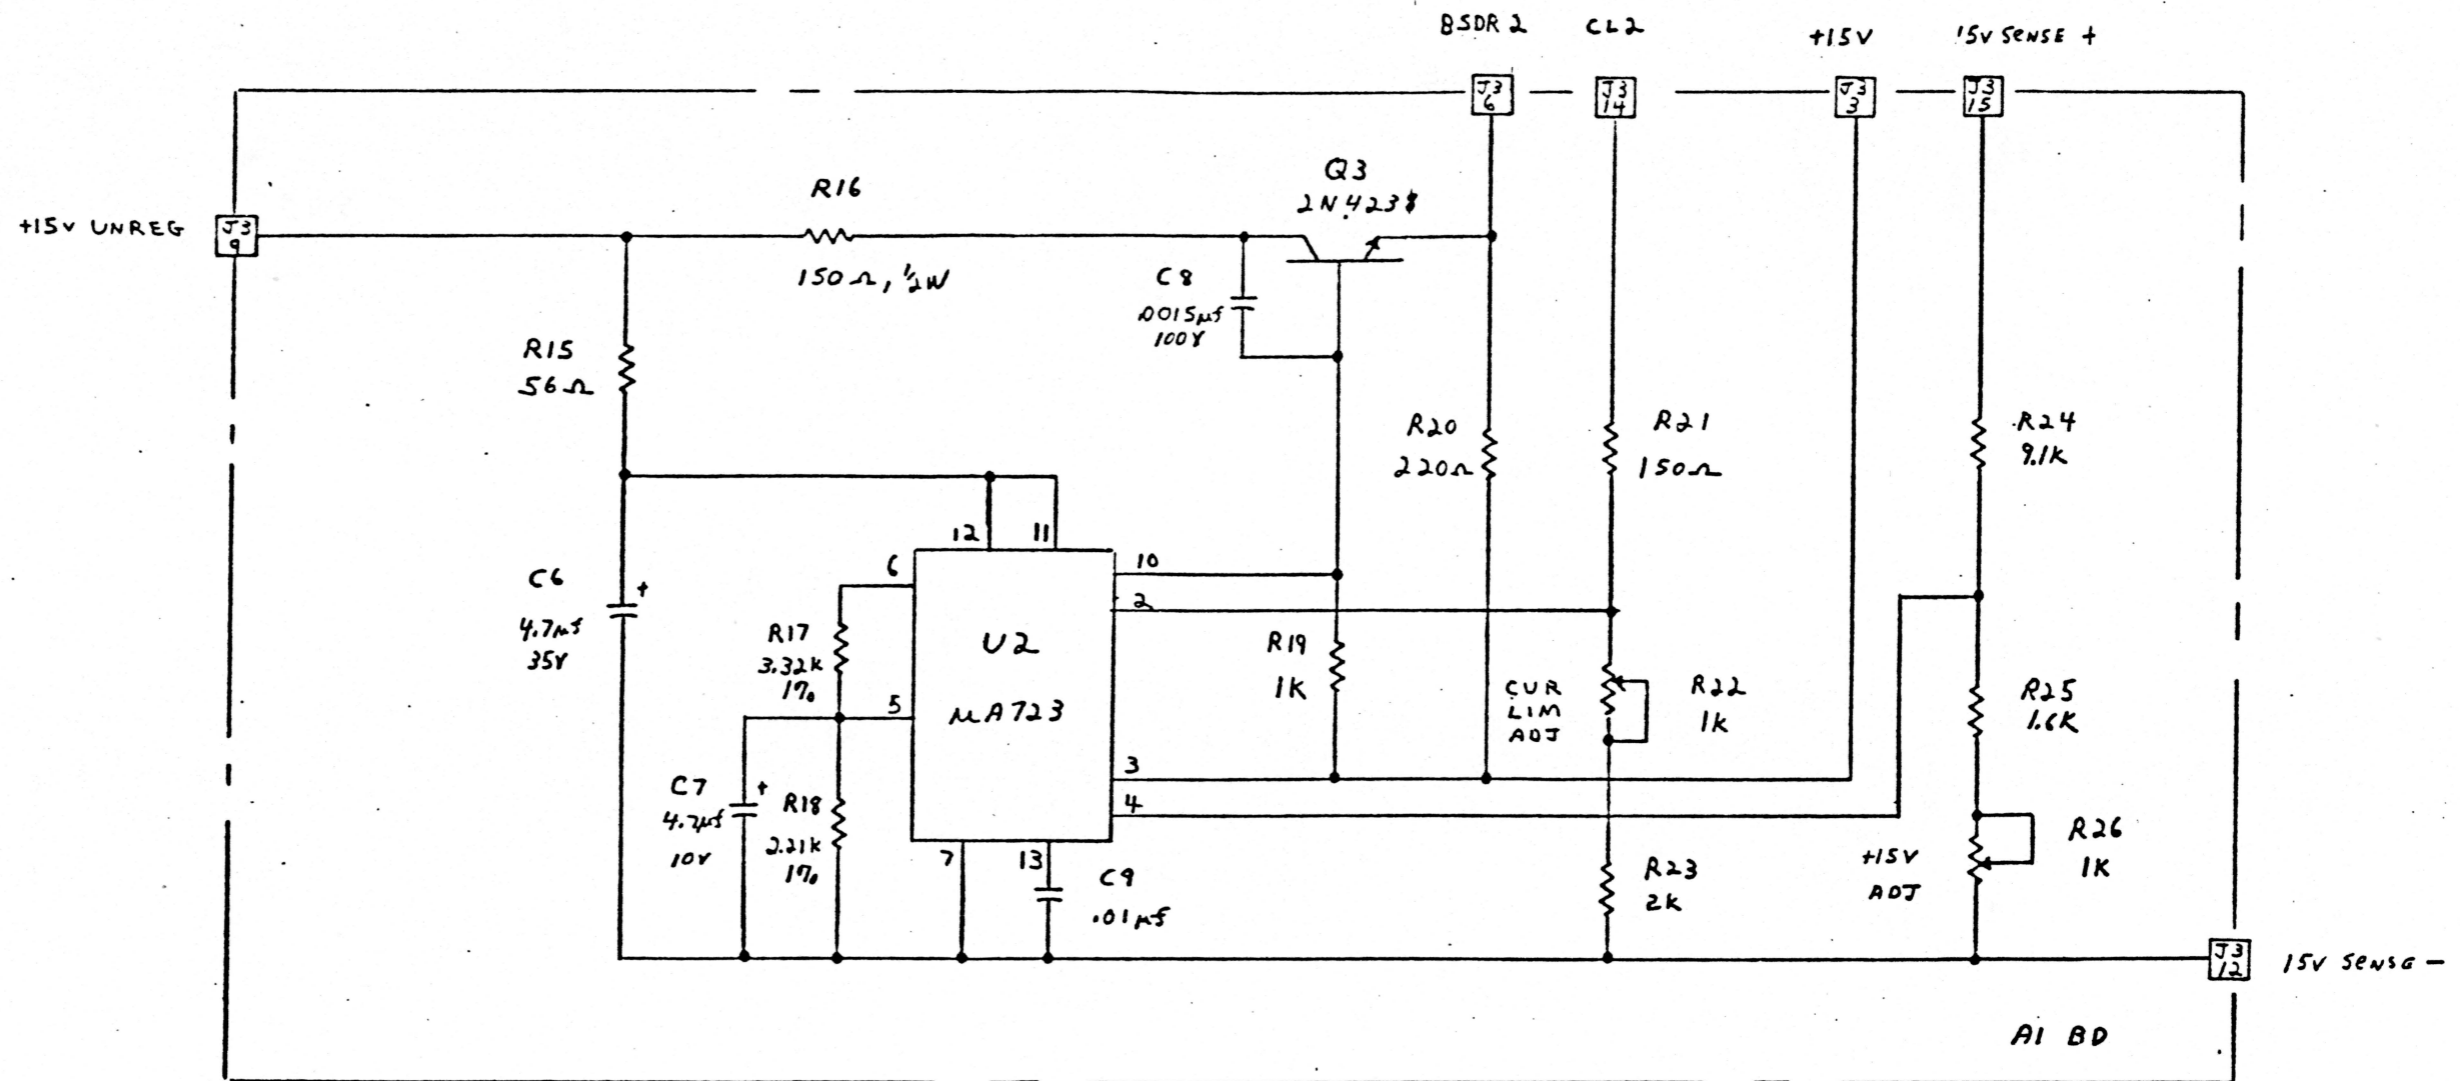 BSDR 2
CL2
+15V
15V SENSE +
J3
6
J3
14
J3
3
J3
15
+15V UNREG
J3
9
R16
150Ω, 1/2W
Q3
C8
.0015µf
100V
R15
56Ω
R20
220Ω
R21
150Ω
R24
9.1K
12
11
6
10
2
C6
+
4.7µf
35V
R17
3.32K
1%
U2
µA723
R19
1K
CUR
LIM
ADJ
R22
1K
R25
1.6K
5
3
4
C7
+
4.7µf
10V
R18
2.21K
1%
7
13
C9
.01µf
R23
2K
+15V
ADJ
R26
1K
J3
12
15V SENSE -
A1 BD